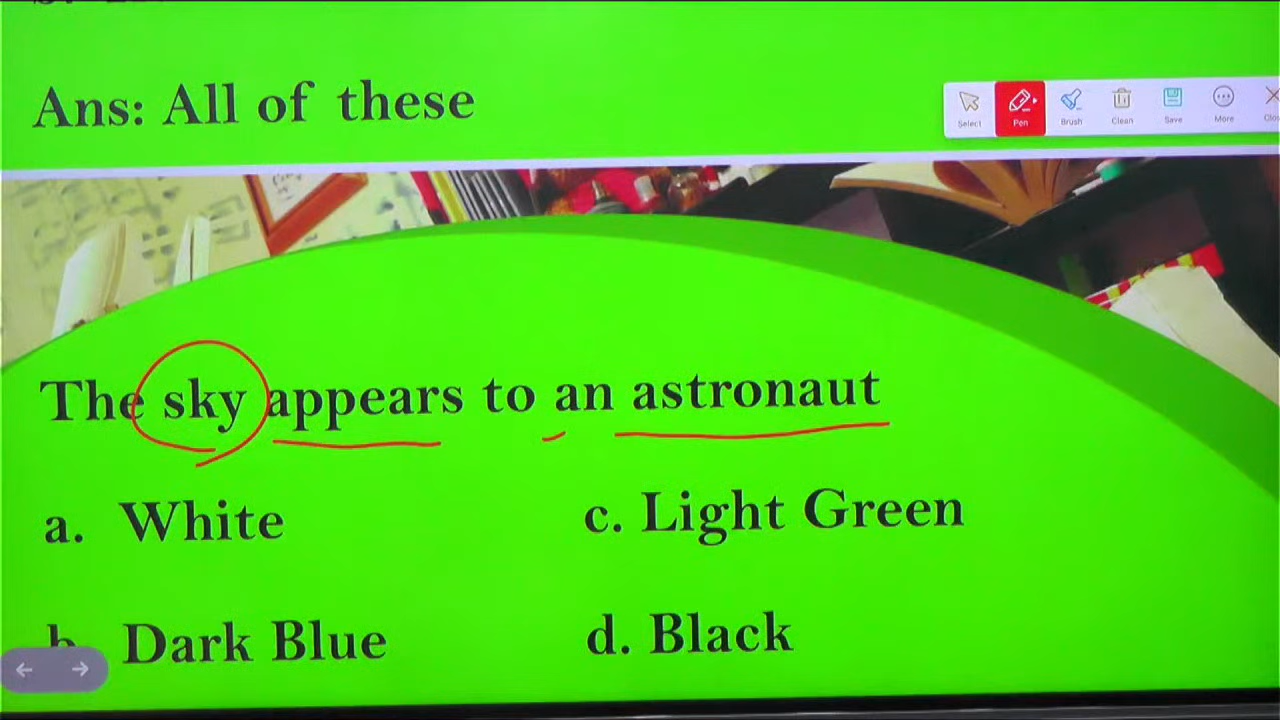 Ans: All of these
Select Pen Brush Clean Save More
The sky appears to an astronaut
a. White
c. Light Green
b. Dark Blue
d. Black